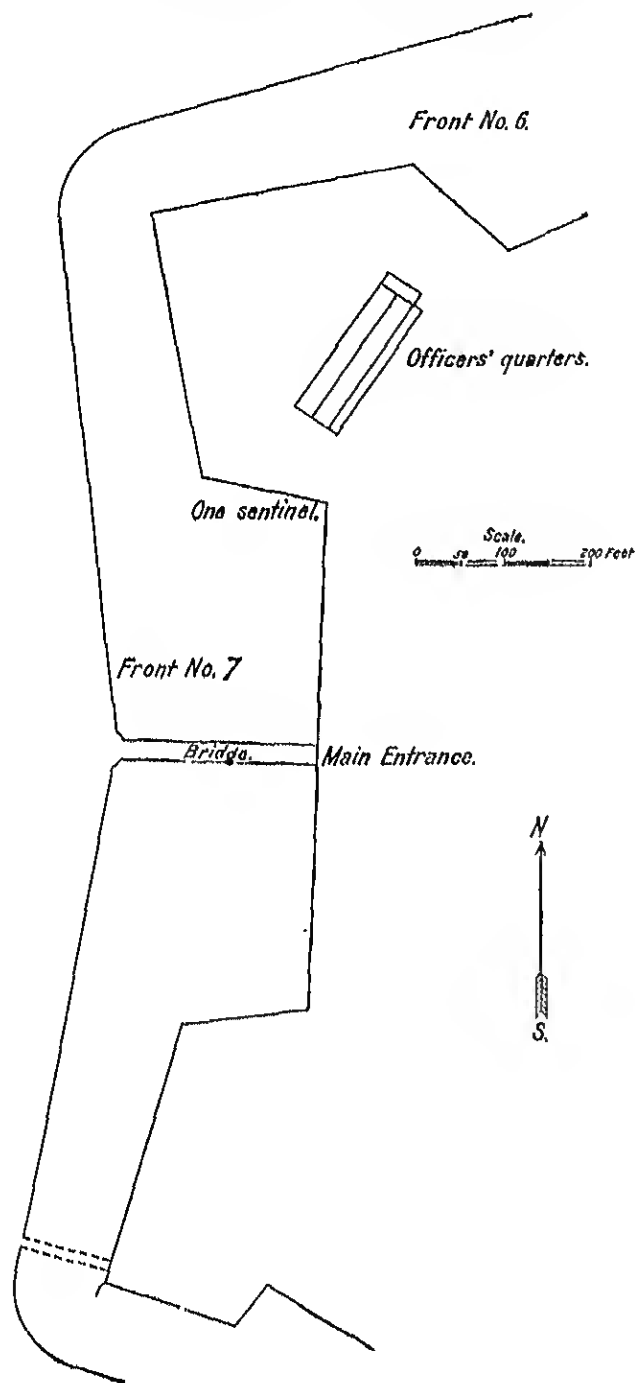 Front No. 6.
Officers' quarters.
One sentinel.
Scale.
0 50 100 200 Feet
Front No. 7
Bridge.
Main Entrance.
N
S.